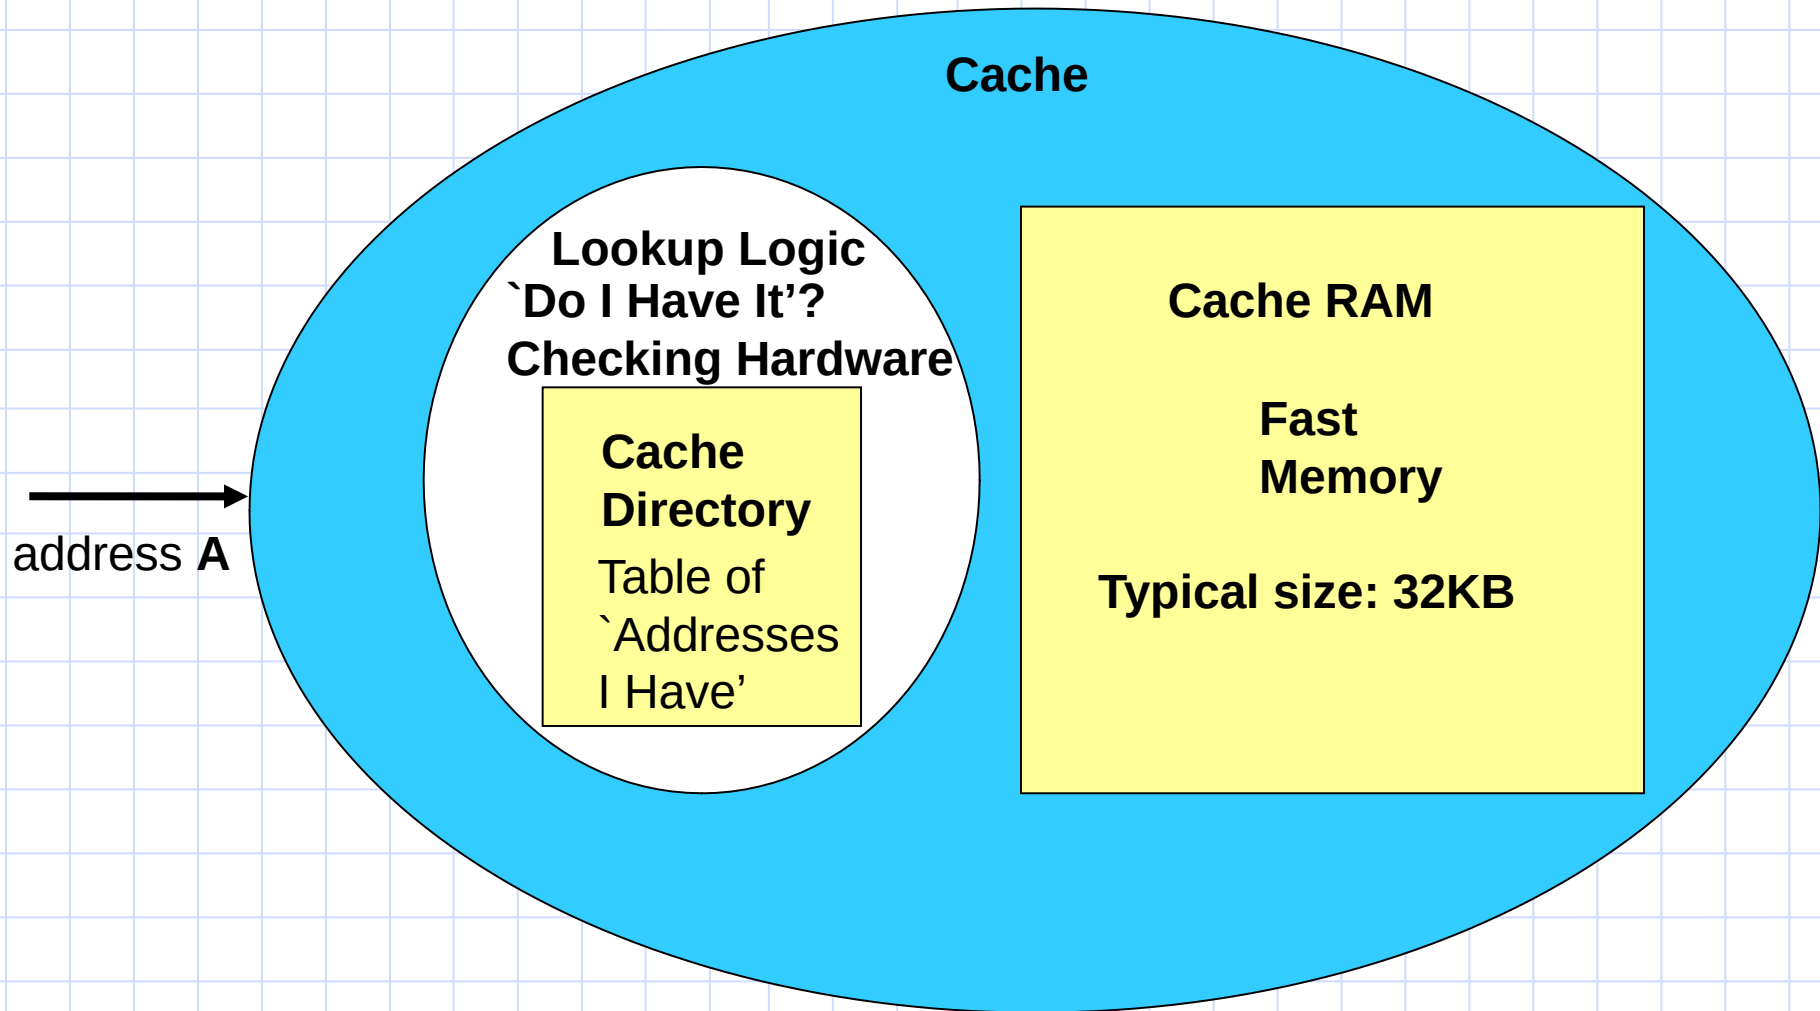 Cache
Lookup Logic
`Do I Have It’?
Checking Hardware
Cache
Directory
Table of
`Addresses
I Have’
Cache RAM
Fast
Memory
Typical size: 32KB
address A